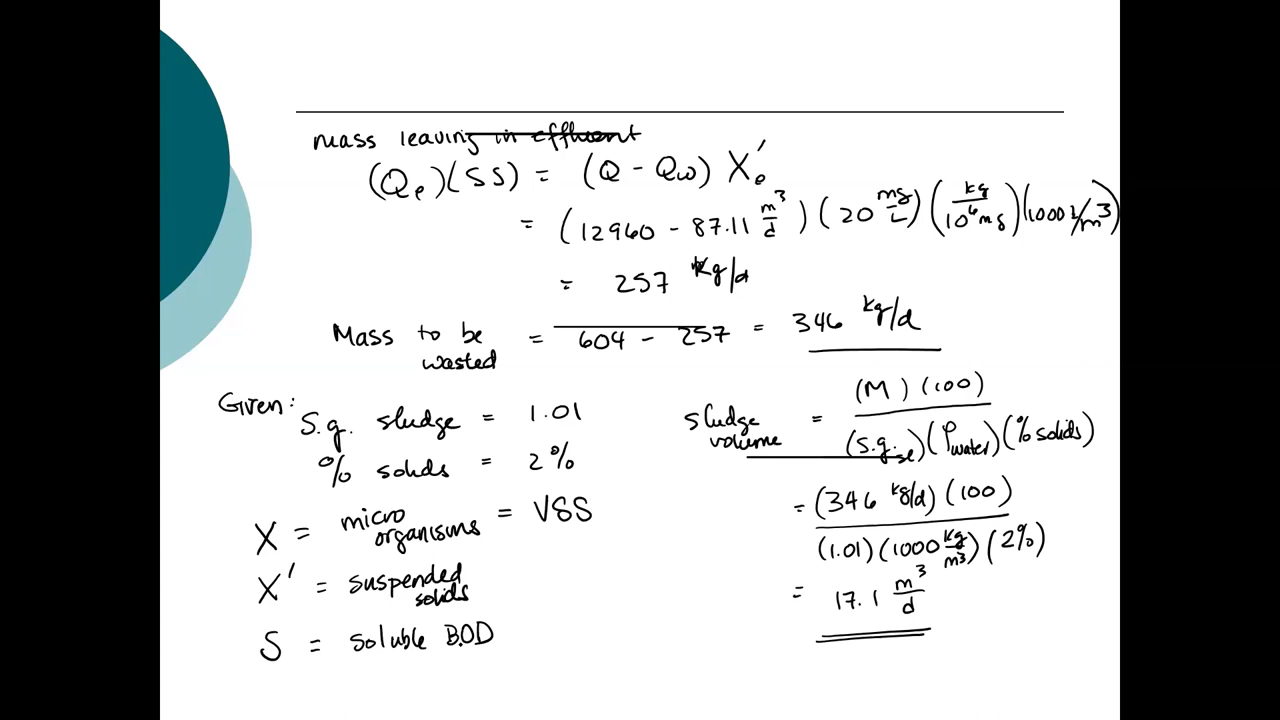 mass leaving in effluent
(Qe)(SS) = (Q - Qw) Xe'
= (12960 - 87.11 m³/d) (20 mg/L) (kg/10⁶ mg) (1000 L/m³)
= 257 kg/d
Mass to be wasted = 604 - 257 = 346 kg/d
Given:
S.g. sludge = 1.01
% solids = 2%
X = micro organisms = VSS
X' = suspended solids
S = soluble BOD
sludge volume = (M)(100) / (s.g.sl)(ρwater)(% solids)
= (346 kg/d)(100) / (1.01)(1000 kg/m³)(2%)
= 17.1 m³/d